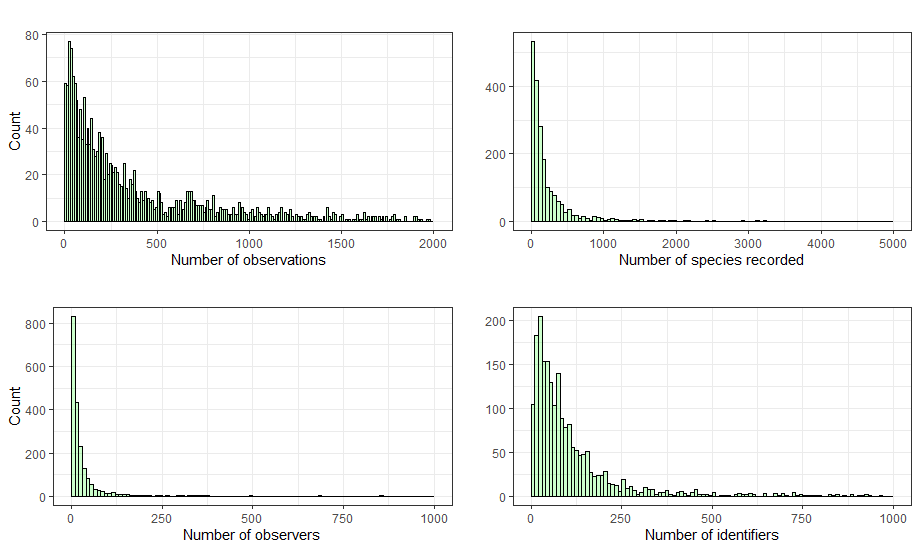 80
60
40
20
0
Count
0 500 1000 1500 2000
Number of observations
400
200
0
0 1000 2000 3000 4000 5000
Number of species recorded
800
600
400
200
0
Count
0 250 500 750 1000
Number of observers
200
150
100
50
0
0 250 500 750 1000
Number of identifiers